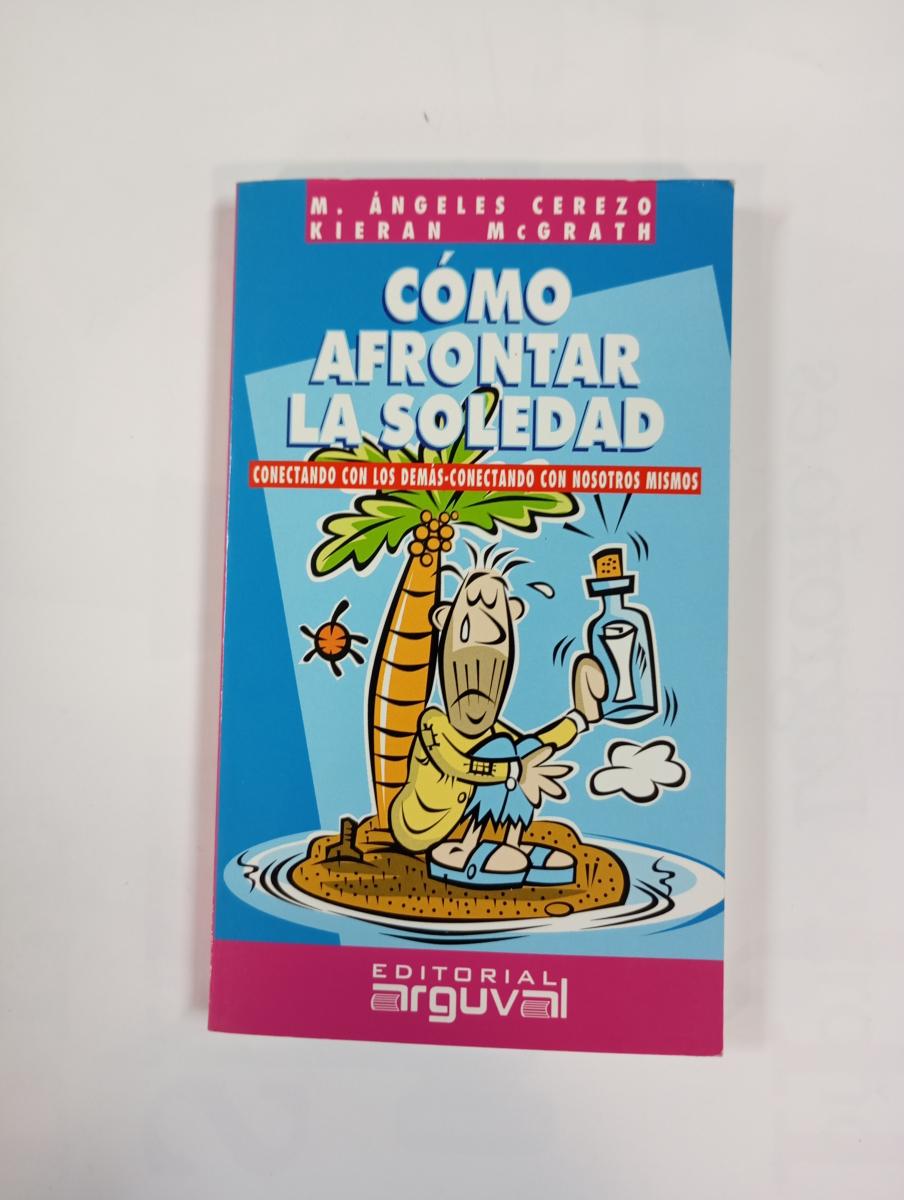 M. ÁNGELES CEREZO
KIERAN McGRATH
CÓMO
AFRONTAR
LA SOLEDAD
CONECTANDO CON LOS DEMÁS-CONECTANDO CON NOSOTROS MISMOS
EDITORIAL
arguval